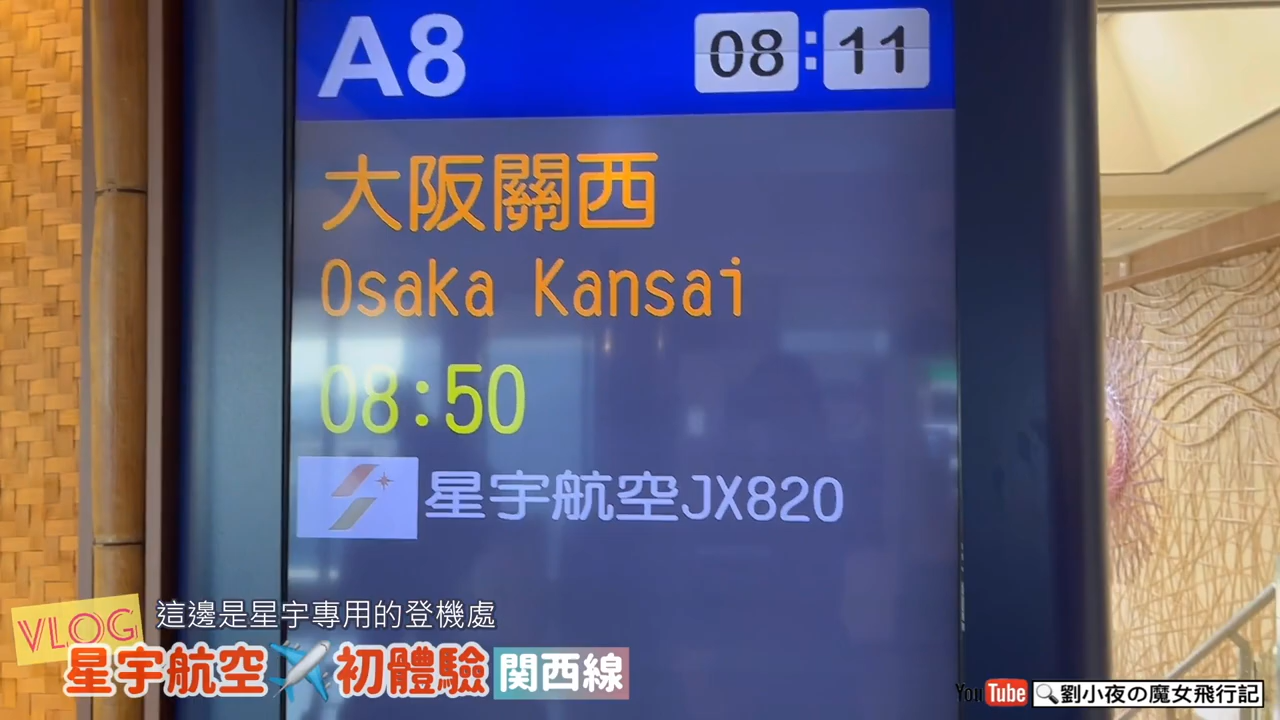 A8
08:11
大阪關西
Osaka Kansai
08:50
星宇航空JX820
VLOG
這邊是星宇專用的登機處
星宇航空✈初體驗 関西線
YouTube 劉小夜の魔女飛行記